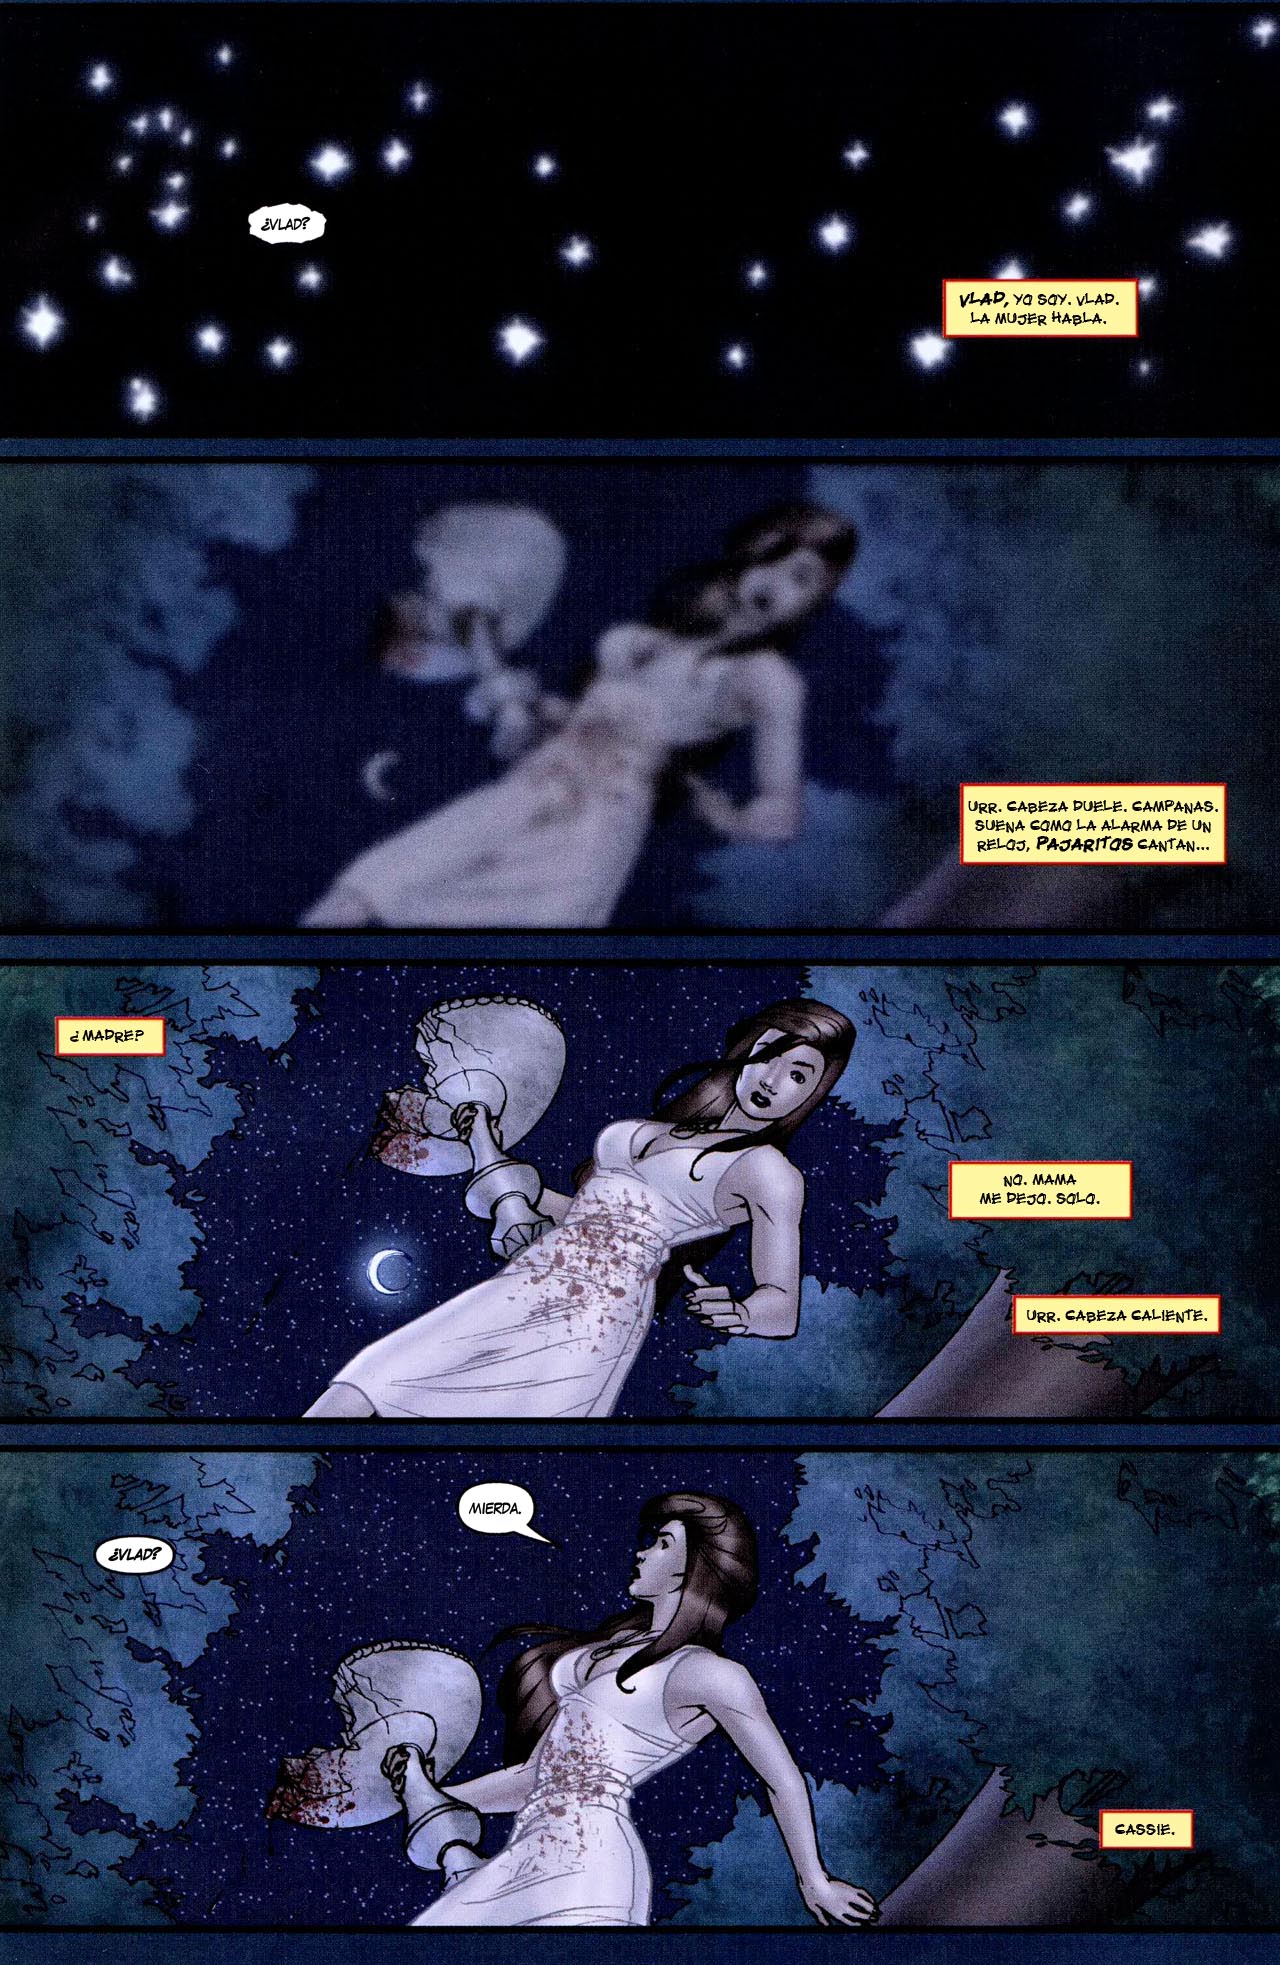 ¿VLAD?
VLAD, YO SOY. VLAD.
LA MUJER HABLA.
URR. CABEZA DUELE. CAMPANAS.
SUENA COMO LA ALARMA DE UN
RELOJ, PAJARITOS CANTAN...
¿MADRE?
NO. MAMA
ME DEJO. SOLO.
URR. CABEZA CALIENTE.
MIERDA.
¿VLAD?
CASSIE.